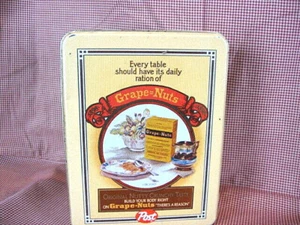 Every table
should have its daily
ration of
Grape-Nuts
Grape-Nuts
BUILD YOUR BODY RIGHT
ON Grape-Nuts "THERE'S A REASON"
Post